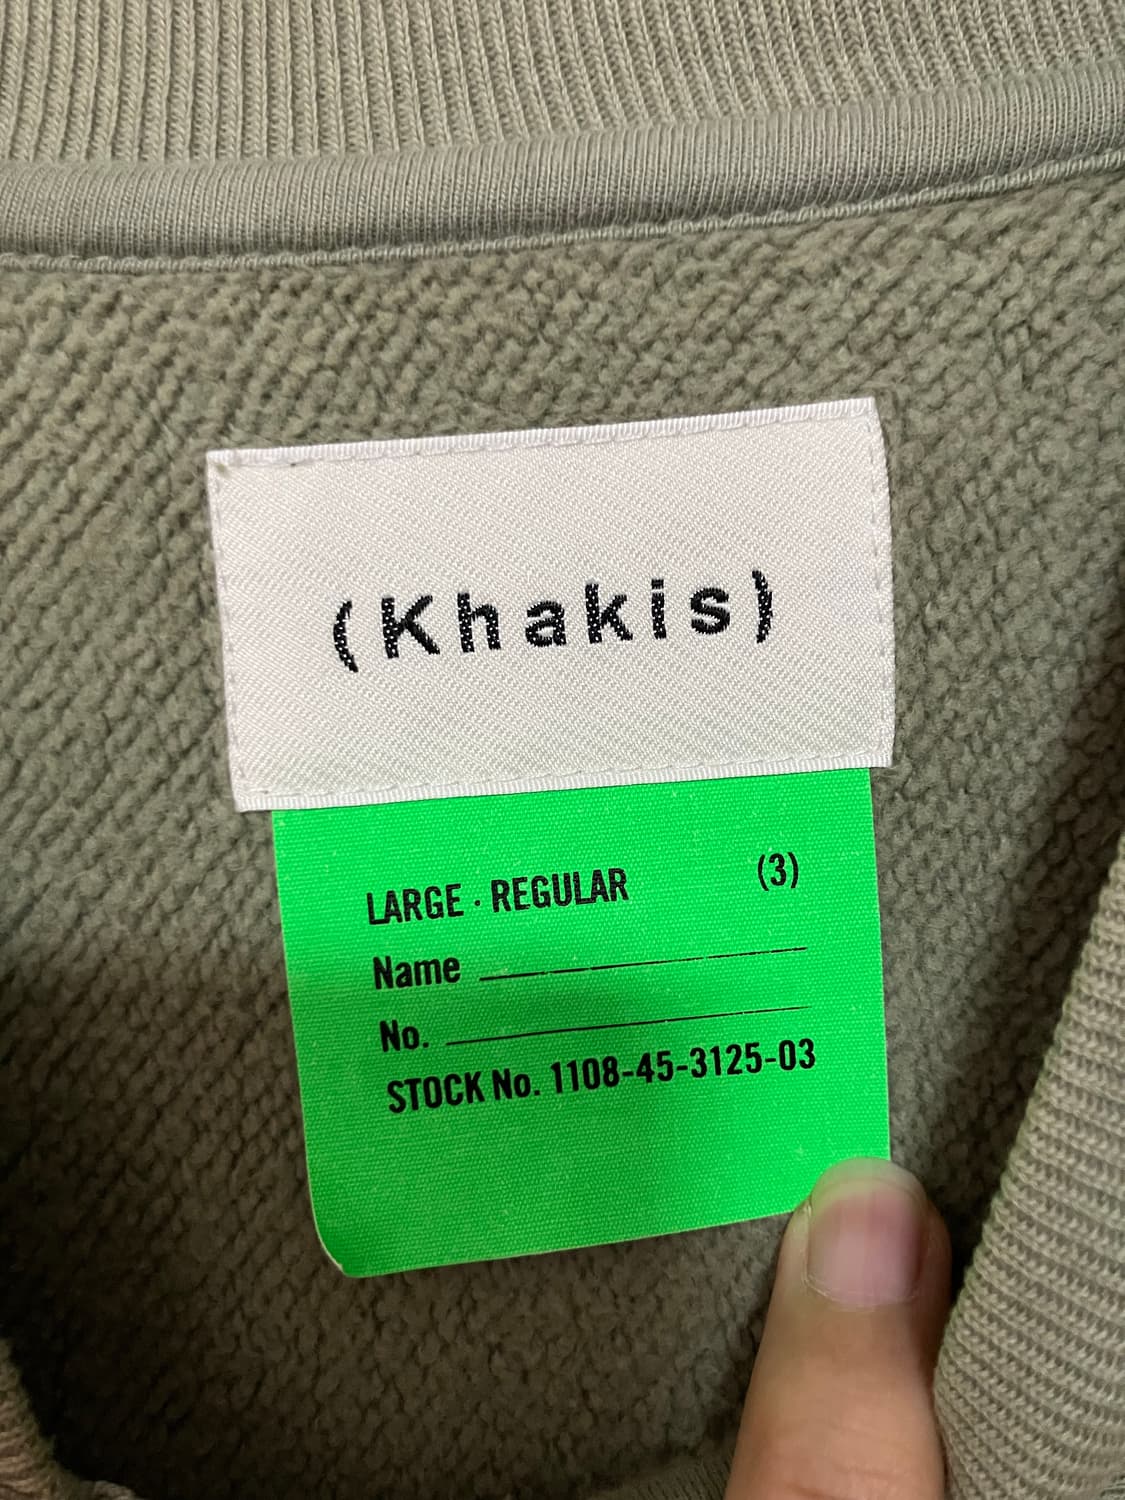 (Khakis)
LARGE · REGULAR (3)
Name
No.
STOCK No. 1108-45-3125-03